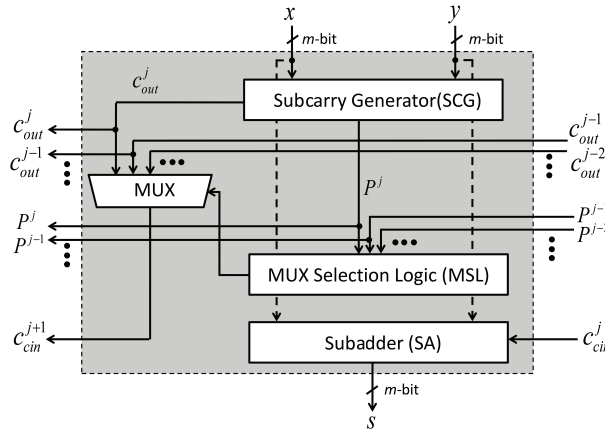 x y
m-bit m-bit
c_out^j
Subcarry Generator(SCG)
c_out^j c_out^{j-1}
c_out^{j-1} c_out^{j-2}
MUX
P^j
P^j P^{j-
P^{j-1} P^{j-
MUX Selection Logic (MSL)
c_cin^{j+1} c_cin^j
Subadder (SA)
m-bit
s